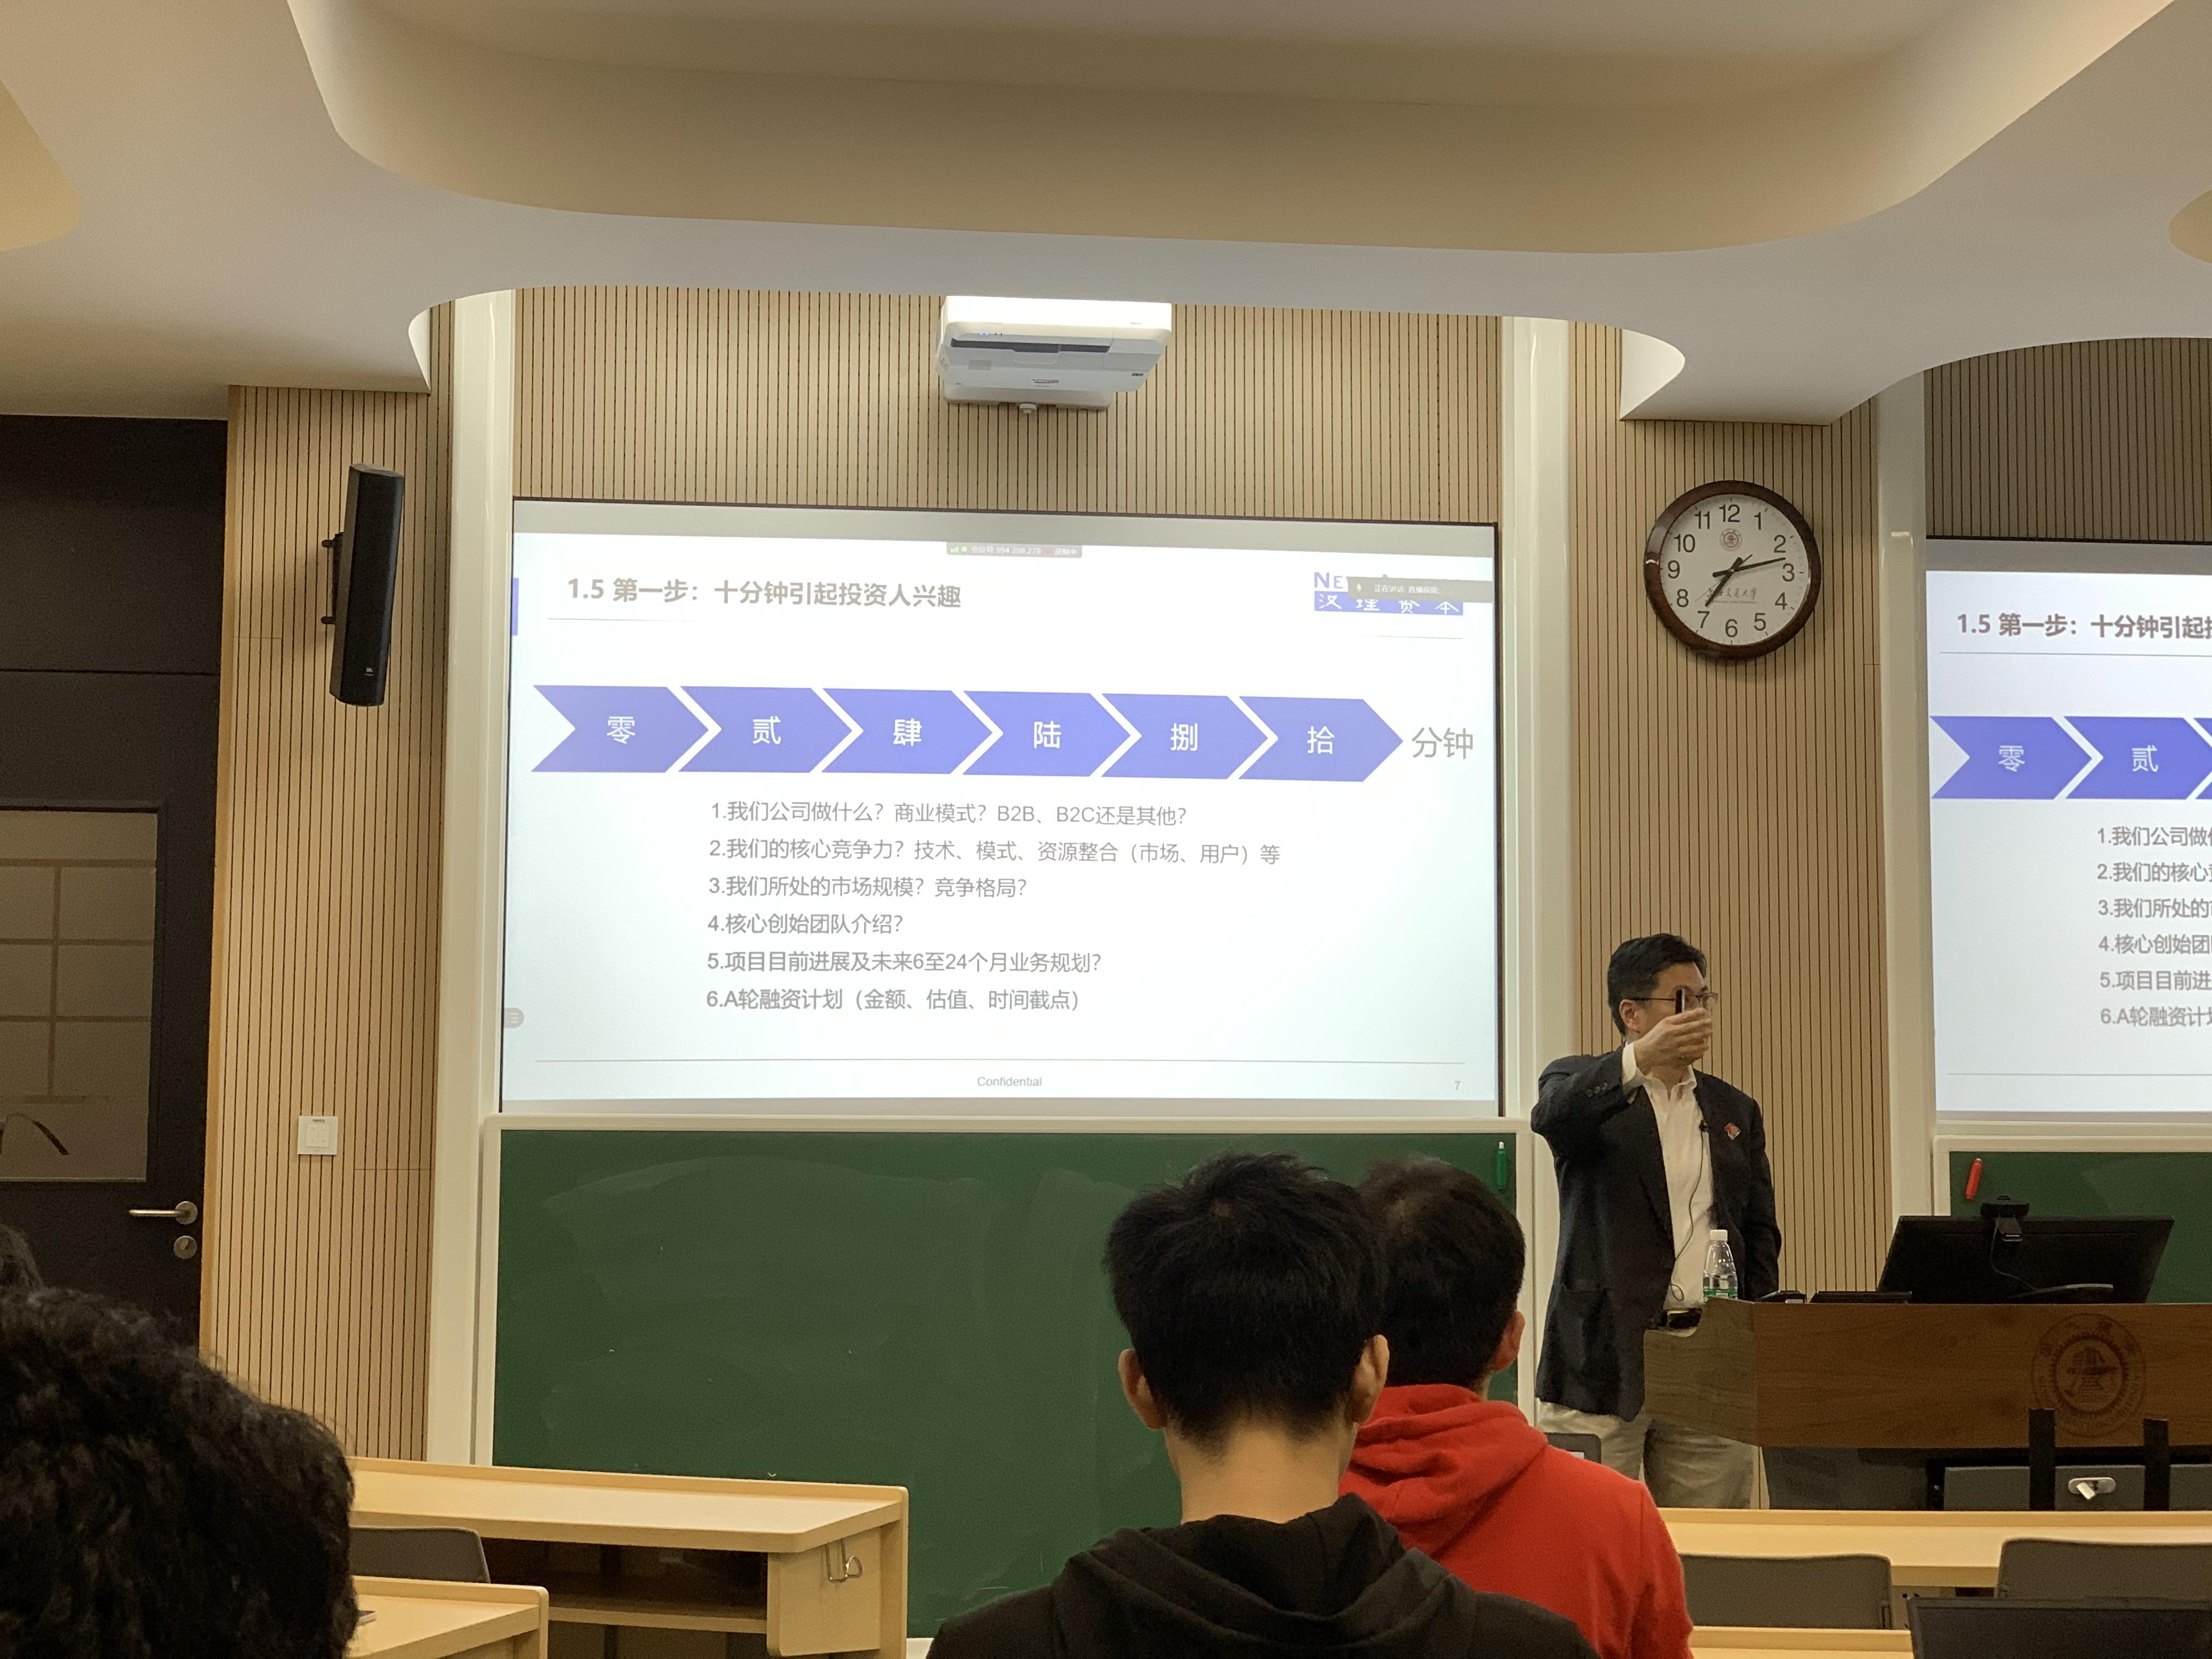 1.5 第一步：十分钟引起投资人兴趣
正在讲话: 直播视频;
汉理资本
零 贰 肆 陆 捌 拾 分钟
1.我们公司做什么？商业模式？B2B、B2C还是其他？
2.我们的核心竞争力？技术、模式、资源整合（市场、用户）等
3.我们所处的市场规模？竞争格局？
4.核心创始团队介绍？
5.项目目前进展及未来6至24个月业务规划？
6.A轮融资计划（金额、估值、时间截点）
Confidential
7
12 1 2 3 4 5 6 7 8 9 10 11
1.5 第一步：十分钟引起
零 贰
1.我们公司做
2.我们的核心
3.我们所处的
4.核心创始团
5.项目目前进
6.A轮融资计